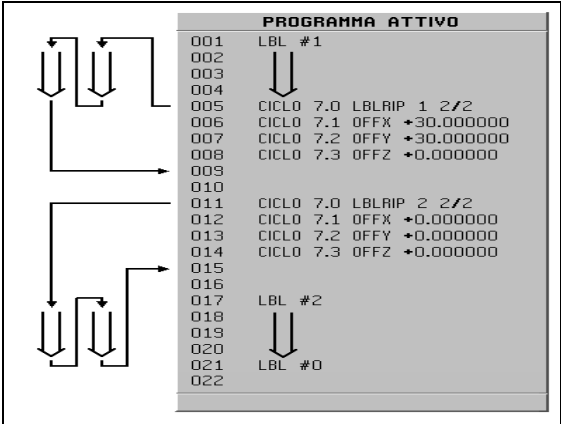 PROGRAMMA ATTIVO
001 LBL #1
002
003
004
005 CICLO 7.0 LBLRIP 1 2/2
006 CICLO 7.1 OFFX +30.000000
007 CICLO 7.2 OFFY +30.000000
008 CICLO 7.3 OFFZ +0.000000
009
010
011 CICLO 7.0 LBLRIP 2 2/2
012 CICLO 7.1 OFFX +0.000000
013 CICLO 7.2 OFFY +0.000000
014 CICLO 7.3 OFFZ +0.000000
015
016
017 LBL #2
018
019
020
021 LBL #0
022